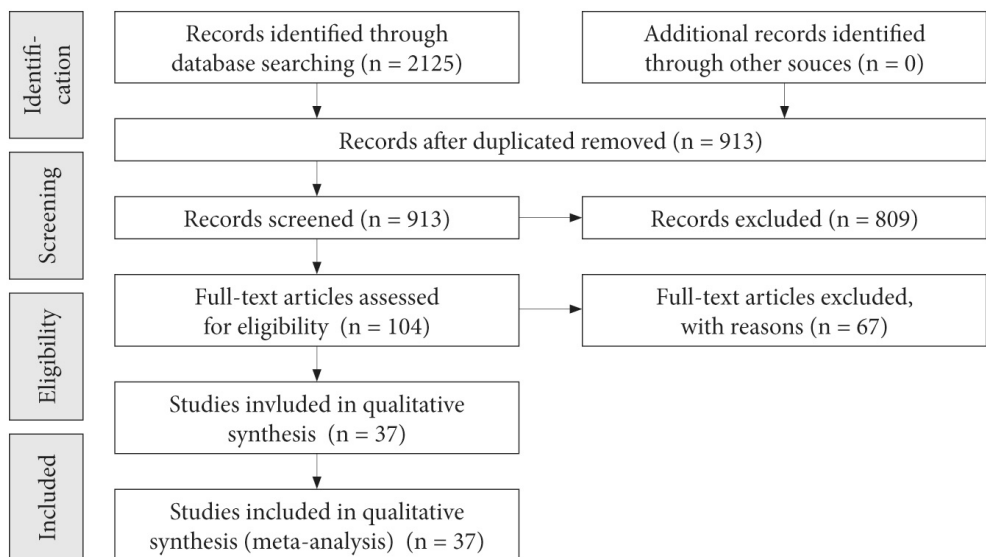 Identifi-
cation
Records identified through
database searching (n = 2125)
Additional records identified
through other souces (n = 0)
Records after duplicated removed (n = 913)
Screening
Records screened (n = 913)
Records excluded (n = 809)
Eligibility
Full-text articles assessed
for eligibility (n = 104)
Full-text articles excluded,
with reasons (n = 67)
Studies invluded in qualitative
synthesis (n = 37)
Included
Studies included in qualitative
synthesis (meta-analysis) (n = 37)